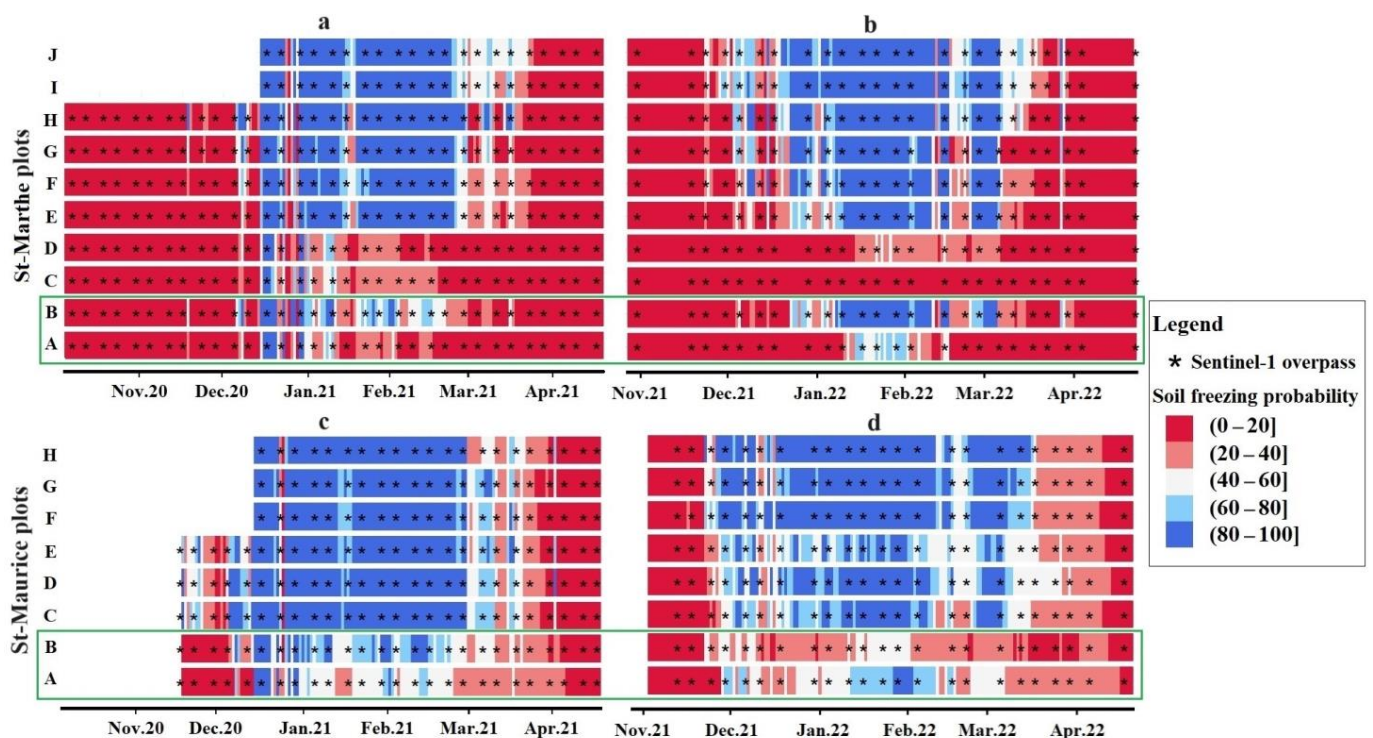 a b
J
I
H
G
F
E
D
C
B
A
St-Marthe plots
Nov.20 Dec.20 Jan.21 Feb.21 Mar.21 Apr.21 Nov.21 Dec.21 Jan.22 Feb.22 Mar.22 Apr.22
c d
H
G
F
E
D
C
B
A
St-Maurice plots
Nov.20 Dec.20 Jan.21 Feb.21 Mar.21 Apr.21 Nov.21 Dec.21 Jan.22 Feb.22 Mar.22 Apr.22
Legend
* Sentinel-1 overpass
Soil freezing probability
(0 – 20]
(20 – 40]
(40 – 60]
(60 – 80]
(80 – 100]